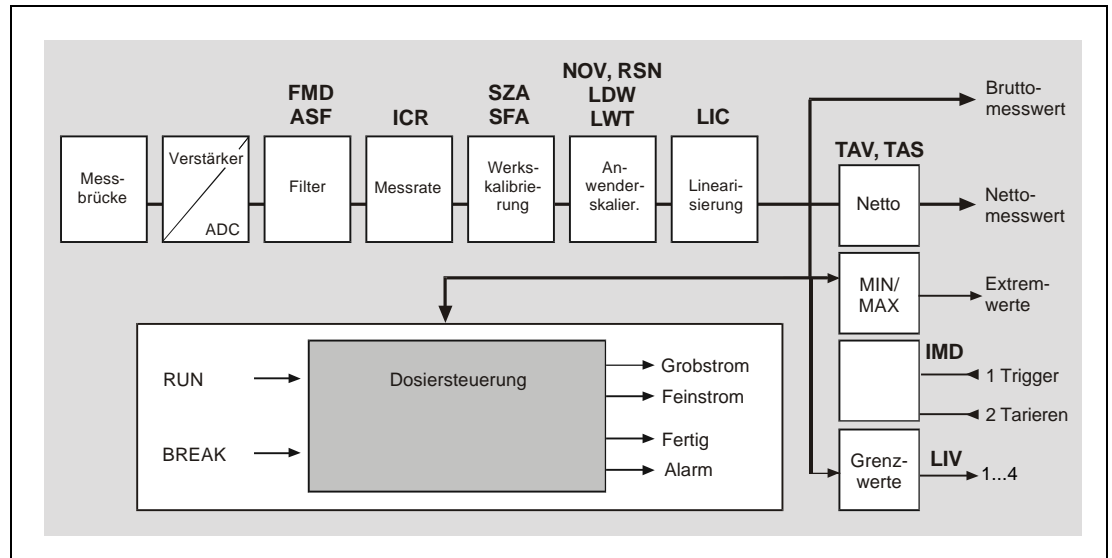 FMD
ASF
ICR
SZA
SFA
NOV, RSN
LDW
LWT
LIC
Mess-
brücke
Verstärker
ADC
Filter
Messrate
Werks-
kalibrie-
rung
An-
wender-
skalier.
Lineari-
sierung
Brutto-
messwert
TAV, TAS
Netto
Netto-
messwert
MIN/
MAX
Extrem-
werte
IMD
1 Trigger
2 Tarieren
Grenz-
werte
LIV
1...4
RUN
BREAK
Dosiersteuerung
Grobstrom
Feinstrom
Fertig
Alarm